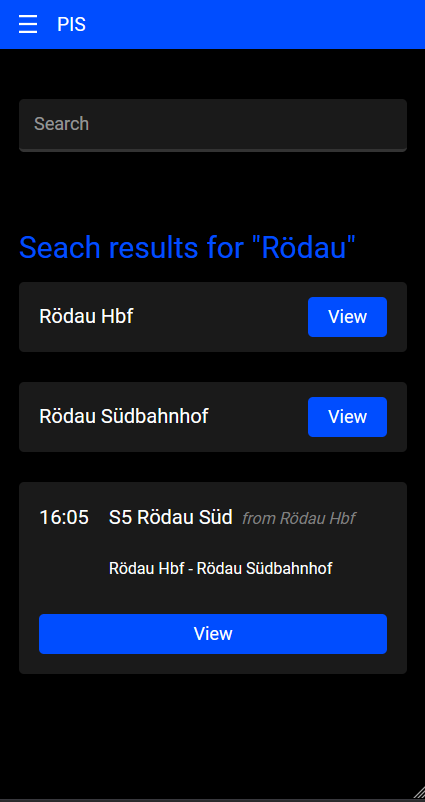 PIS
Search
Seach results for "Rödau"
Rödau Hbf
View
Rödau Südbahnhof
View
16:05 S5 Rödau Süd from Rödau Hbf
Rödau Hbf - Rödau Südbahnhof
View